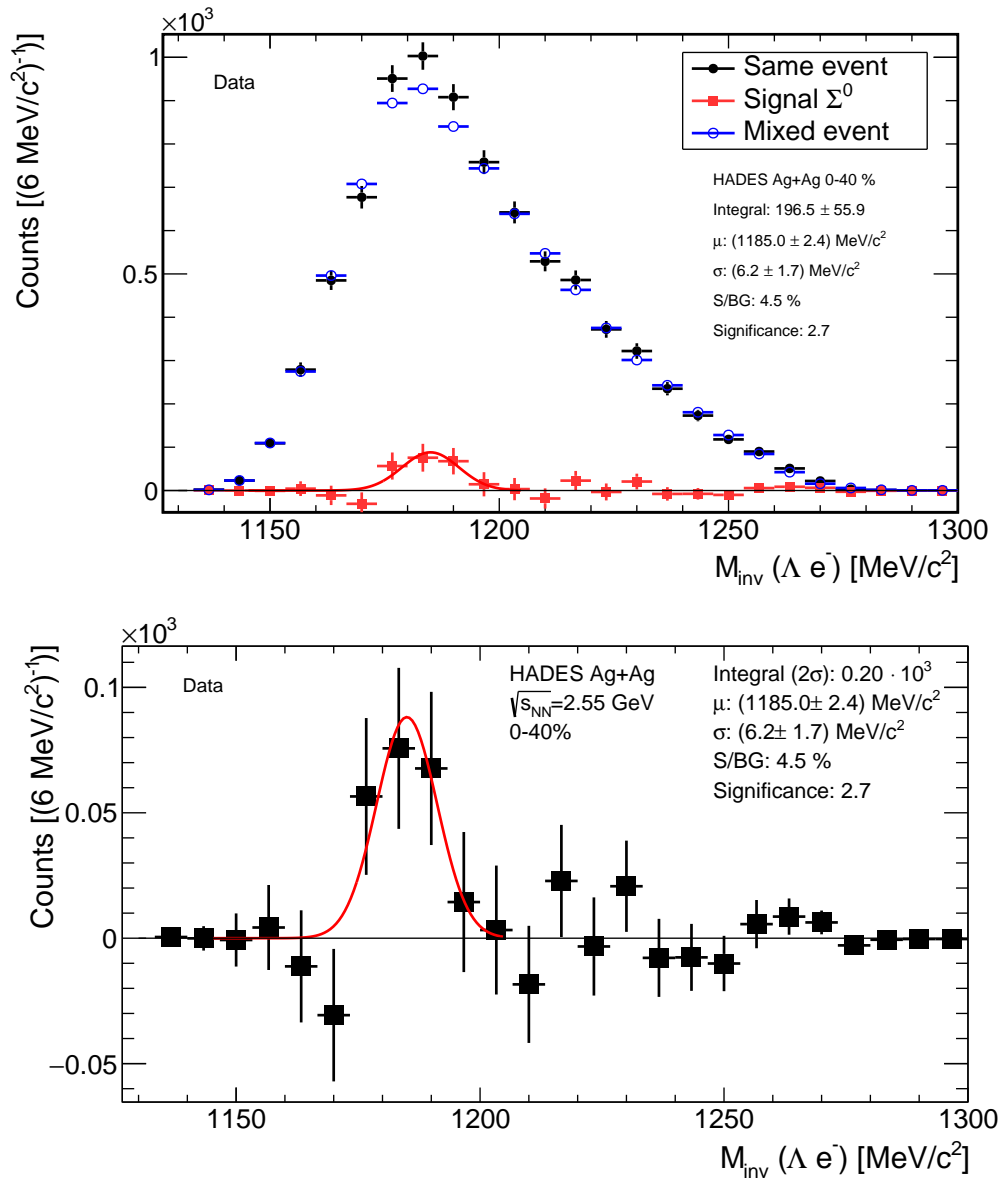 ×10³
Counts [(6 MeV/c²)⁻¹)]
1
0.5
0
Data
Same event
Signal Σ⁰
Mixed event
HADES Ag+Ag 0-40 %
Integral: 196.5 ± 55.9
μ: (1185.0 ± 2.4) MeV/c²
σ: (6.2 ± 1.7) MeV/c²
S/BG: 4.5 %
Significance: 2.7
1150 1200 1250 1300
M_inv (Λ e⁻) [MeV/c²]
×10³
Counts [(6 MeV/c²)⁻¹)]
0.1
0.05
0
−0.05
Data
HADES Ag+Ag
√s_NN=2.55 GeV
0-40%
Integral (2σ): 0.20 · 10³
μ: (1185.0± 2.4) MeV/c²
σ: (6.2± 1.7) MeV/c²
S/BG: 4.5 %
Significance: 2.7
1150 1200 1250 1300
M_inv (Λ e⁻) [MeV/c²]